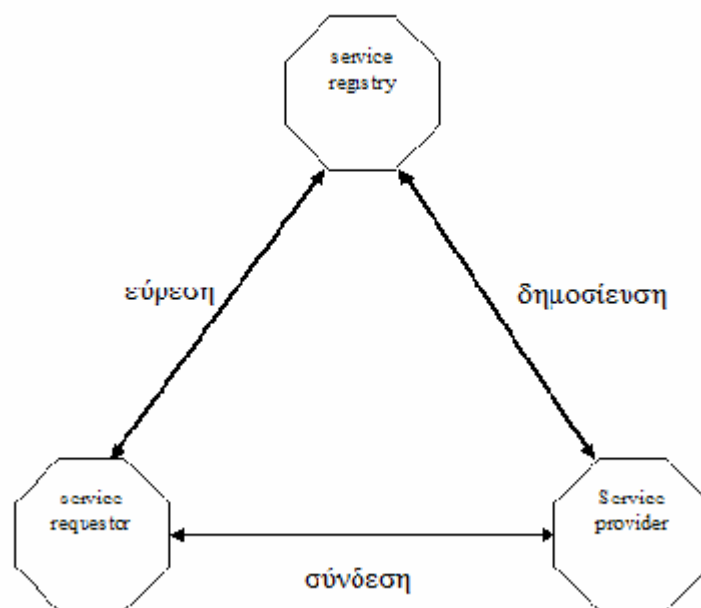 service
registry
εύρεση
δημοσίευση
service
requestor
Service
provider
σύνδεση